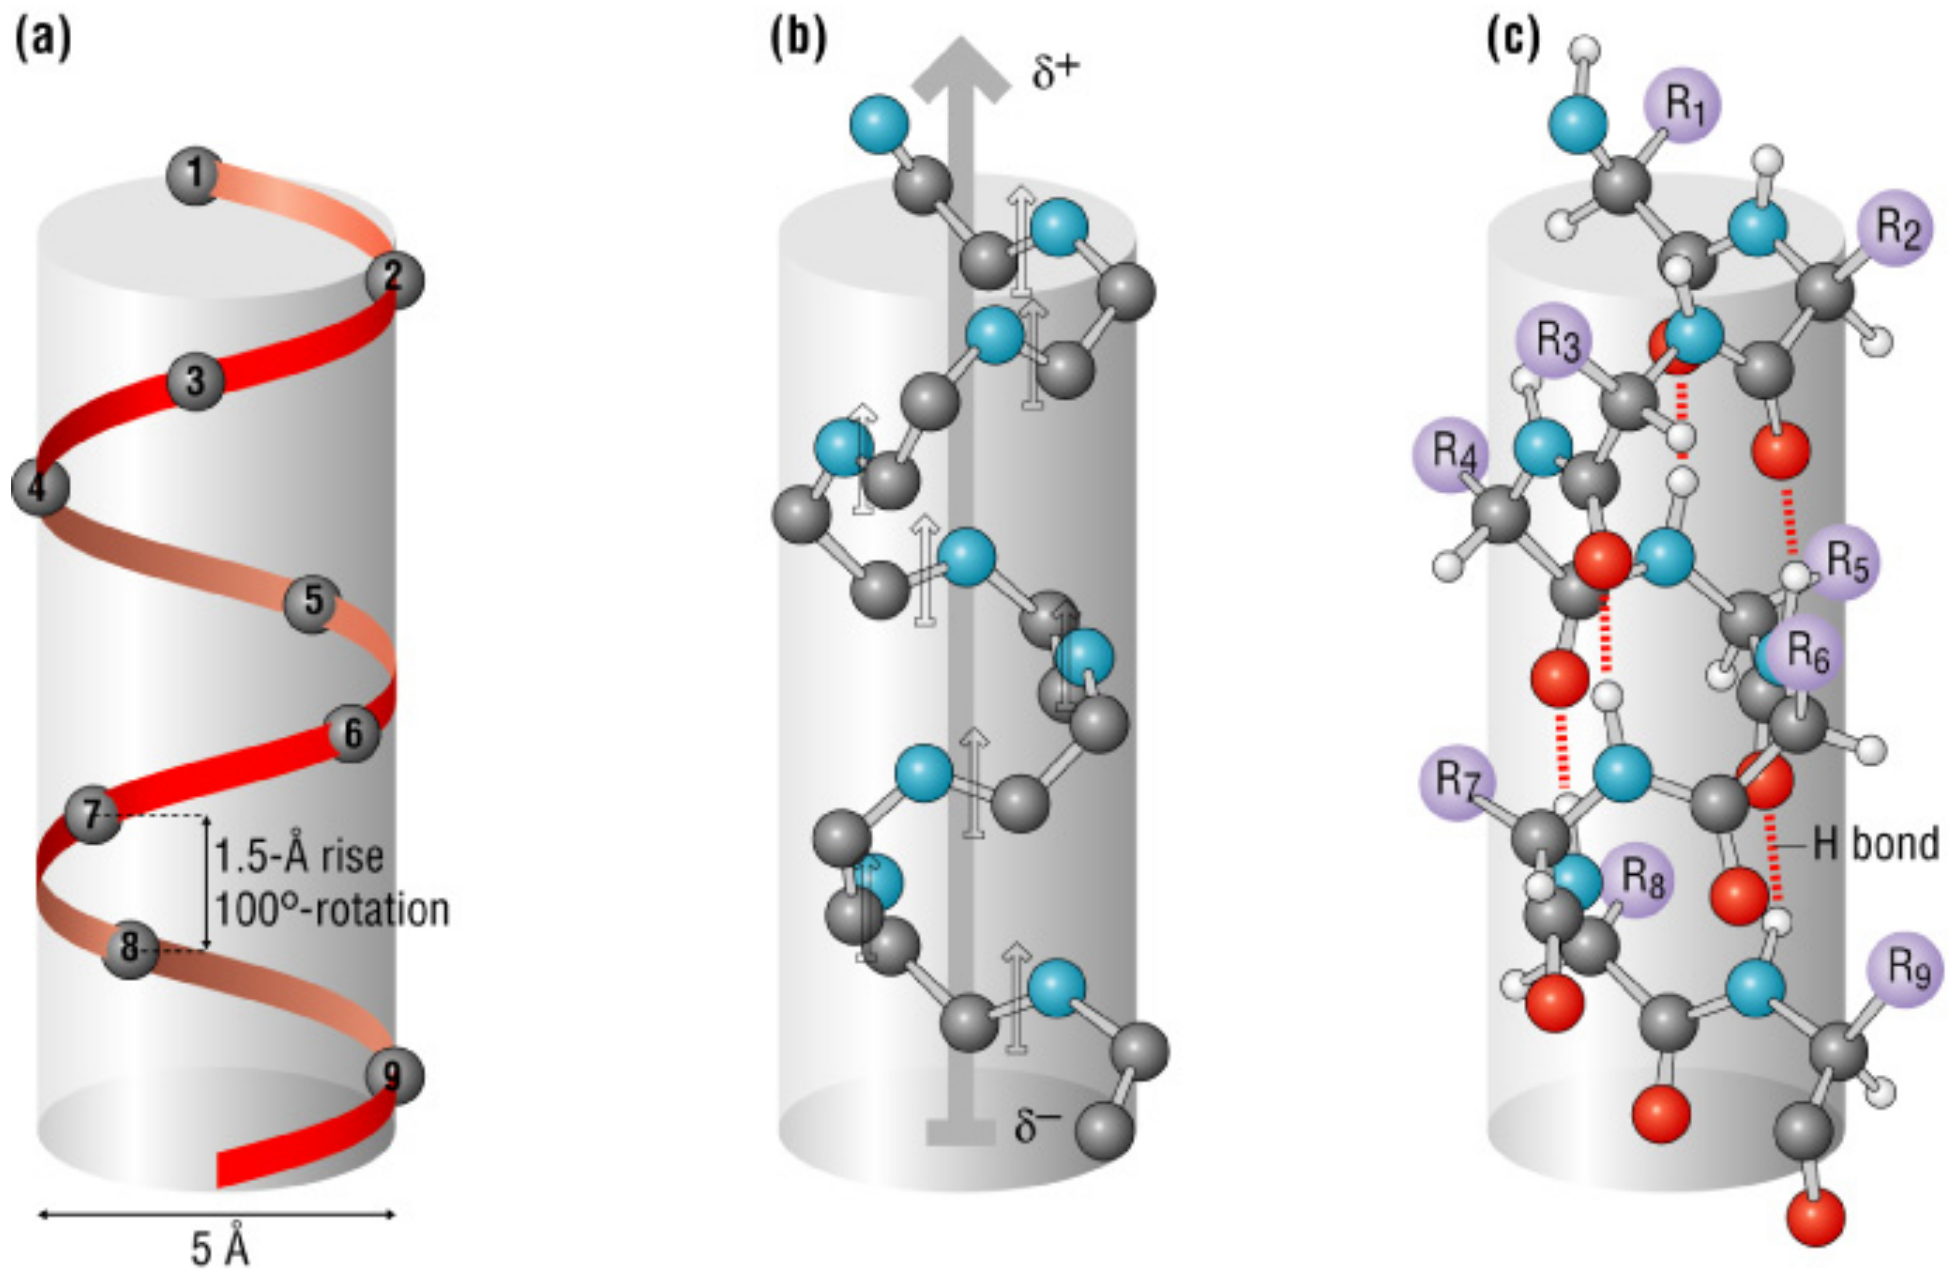 (a)
1
2
3
4
5
6
7
1.5-Å rise
100º-rotation
8
9
5 Å
(b)
δ+
δ−
(c)
R1
R2
R3
R4
R5
R6
R7
H bond
R8
R9